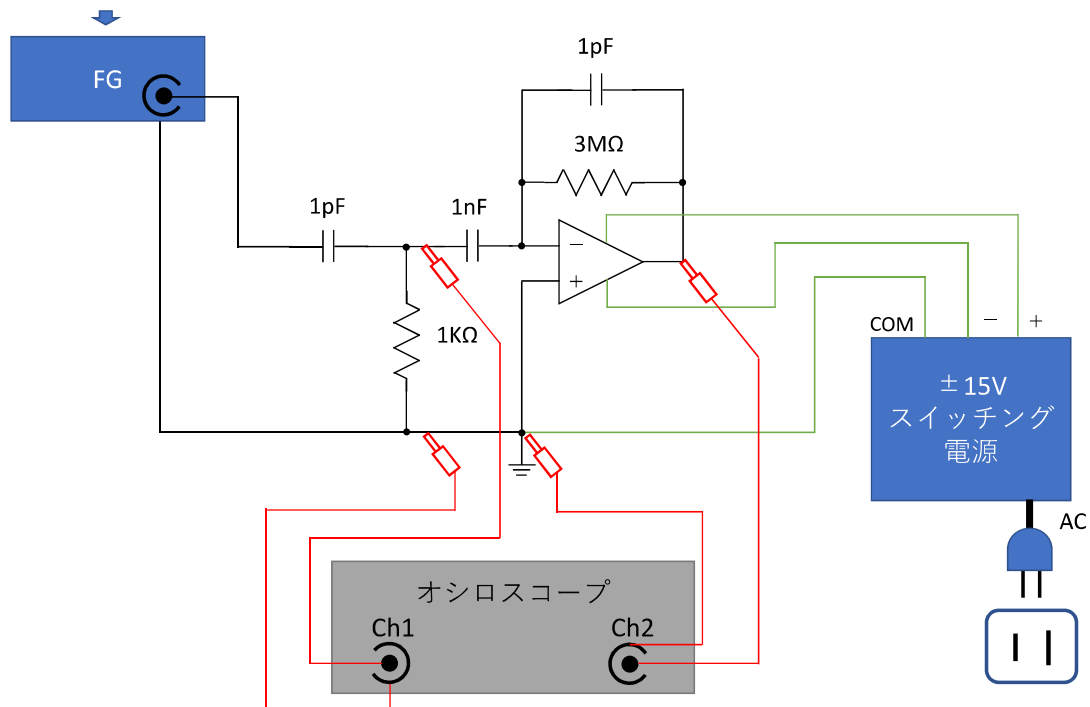 FG
1pF
3MΩ
1pF
1nF
−
+
1KΩ
COM
−
+
±15V
スイッチング
電源
AC
オシロスコープ
Ch1
Ch2